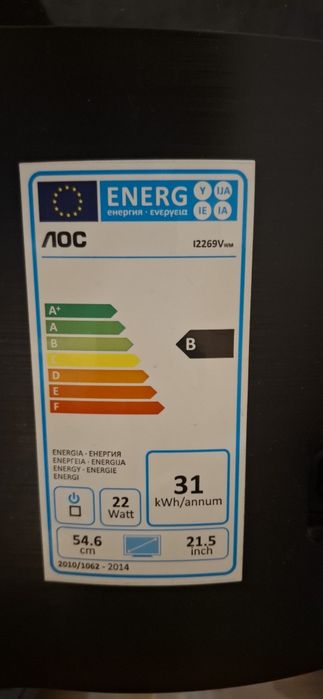 ENERG Y IJA
енергия · ενεργεια IE IA
AOC I2269VWM
A+
A
B B
C
D
E
F
ENERGIA · ЕНЕРГИЯ
ΕΝΕΡΓΕΙΑ · ENERGIJA
ENERGY · ENERGIE
ENERGI
31
kWh/annum
22
Watt
54.6
cm
21.5
inch
2010/1062 - 2014